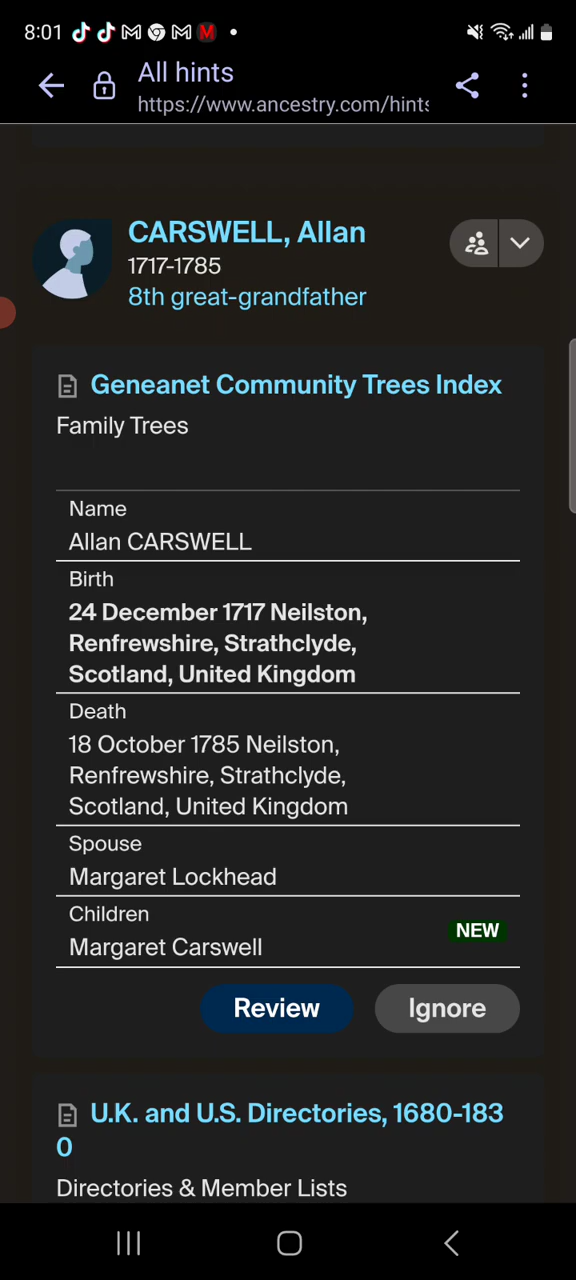 8:01
All hints
https://www.ancestry.com/hints
CARSWELL, Allan
1717-1785
8th great-grandfather
Geneanet Community Trees Index
Family Trees
Name
Allan CARSWELL
Birth
24 December 1717 Neilston,
Renfrewshire, Strathclyde,
Scotland, United Kingdom
Death
18 October 1785 Neilston,
Renfrewshire, Strathclyde,
Scotland, United Kingdom
Spouse
Margaret Lockhead
Children
NEW
Margaret Carswell
Review Ignore
U.K. and U.S. Directories, 1680-183
0
Directories & Member Lists